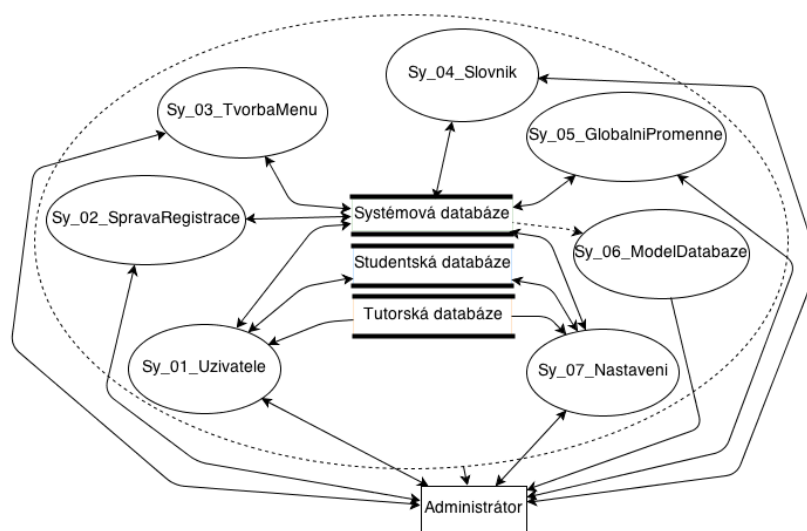 Sy_04_Slovnik
Sy_03_TvorbaMenu
Sy_05_GlobalniPromenne
Sy_02_SpravaRegistrace
Systémová databáze
Sy_06_ModelDatabaze
Studentská databáze
Tutorská databáze
Sy_01_Uzivatele
Sy_07_Nastaveni
Administrátor